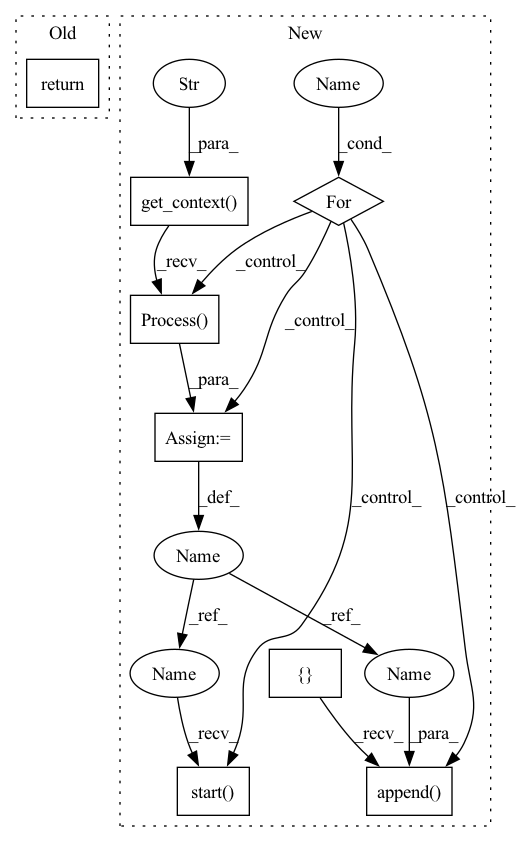 Old
New
return
Str
Name
_para_
_cond_
get_context()
For
_recv_
_control_
Process()
_control_
_para_
Assign:=
_def_
_control_
_control_
Name
_ref_
_ref_
Name
{}
Name
_recv_
_recv_
_para_
start()
append()